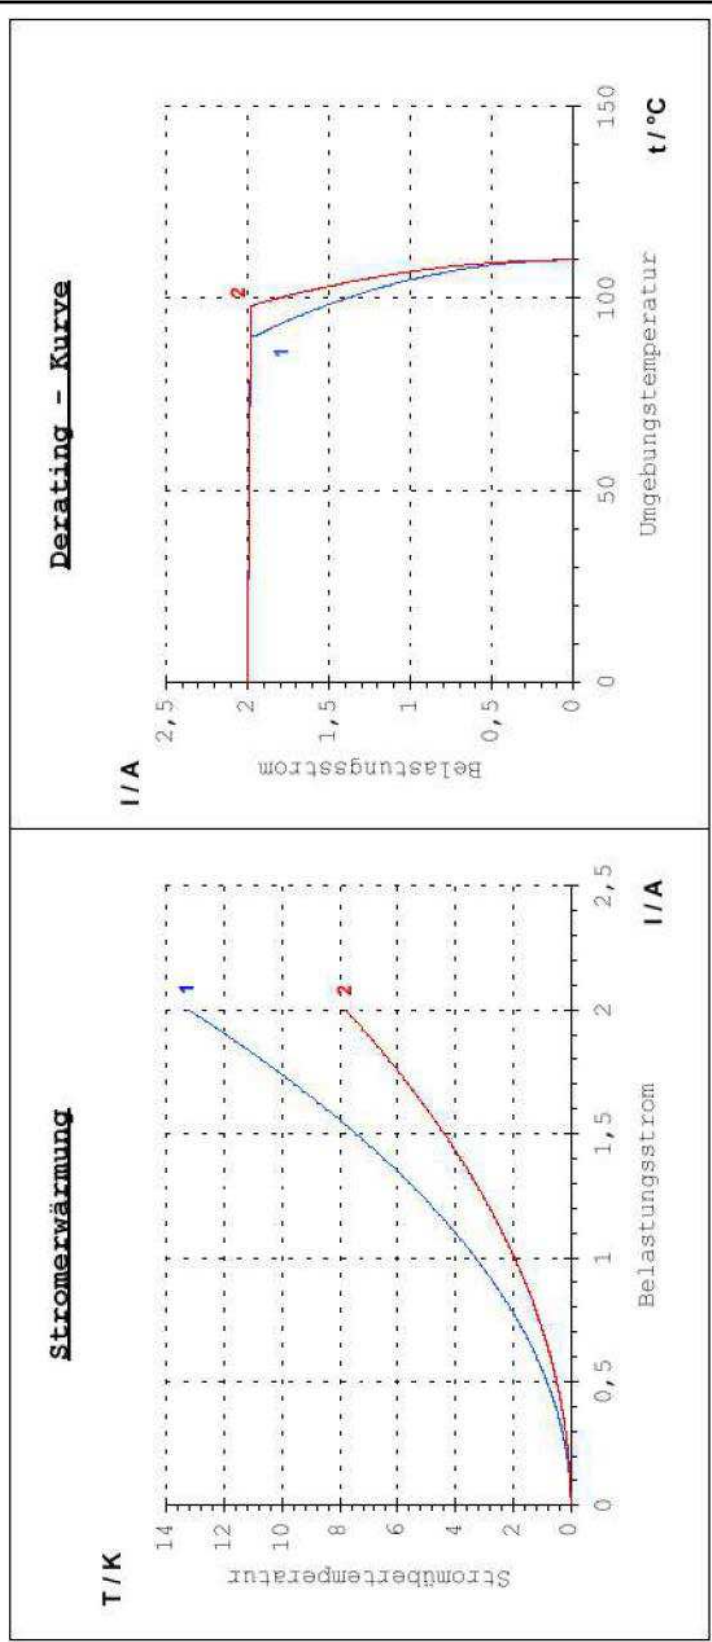 Stromerwärmung
T/K
Stromübertemperatur
14
12
10
8
6
4
2
0
1
2
0
0,5
1
1,5
2
2,5
Belastungsstrom
I/A
Derating - Kurve
I/A
Belastungsstrom
2,5
2
1,5
1
0,5
0
2
1
0
50
100
150
Umgebungstemperatur
t/°C